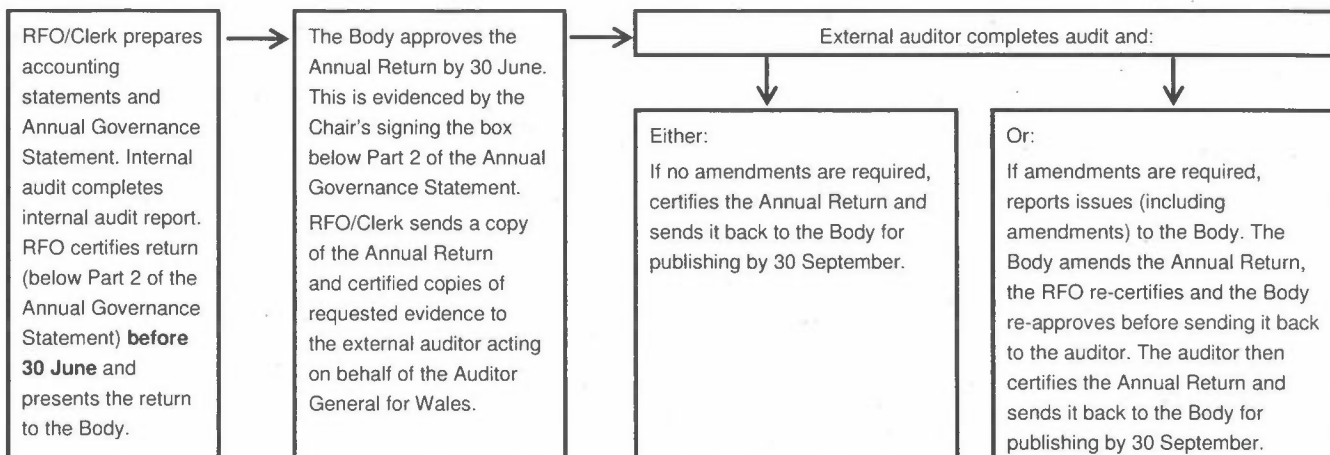 RFO/Clerk prepares
accounting
statements and
Annual Governance
Statement. Internal
audit completes
internal audit report.
RFO certifies return
(below Part 2 of the
Annual Governance
Statement) before
30 June and
presents the return
to the Body.
The Body approves the
Annual Return by 30 June.
This is evidenced by the
Chair's signing the box
below Part 2 of the Annual
Governance Statement.
RFO/Clerk sends a copy
of the Annual Return
and certified copies of
requested evidence to
the external auditor acting
on behalf of the Auditor
General for Wales.
External auditor completes audit and:
Either:
If no amendments are required,
certifies the Annual Return and
sends it back to the Body for
publishing by 30 September.
Or:
If amendments are required,
reports issues (including
amendments) to the Body. The
Body amends the Annual Return,
the RFO re-certifies and the Body
re-approves before sending it back
to the auditor. The auditor then
certifies the Annual Return and
sends it back to the Body for
publishing by 30 September.